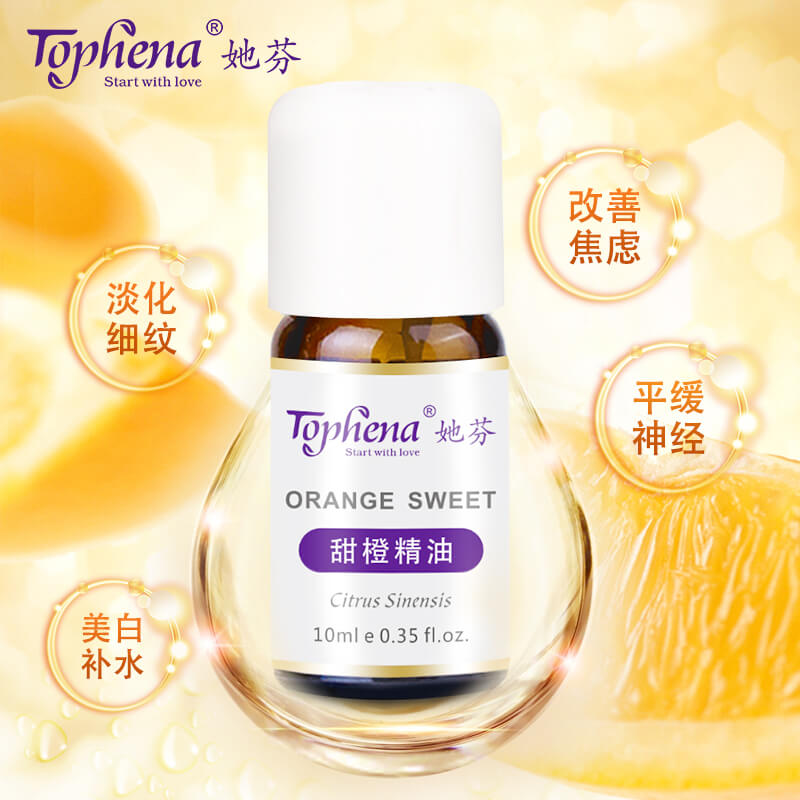 Tophena® 她芬
Start with love
改善
焦虑
淡化
细纹
平缓
神经
Tophena® 她芬
Start with love
ORANGE SWEET
甜橙精油
Citrus Sinensis
10ml e 0.35 fl.oz.
美白
补水